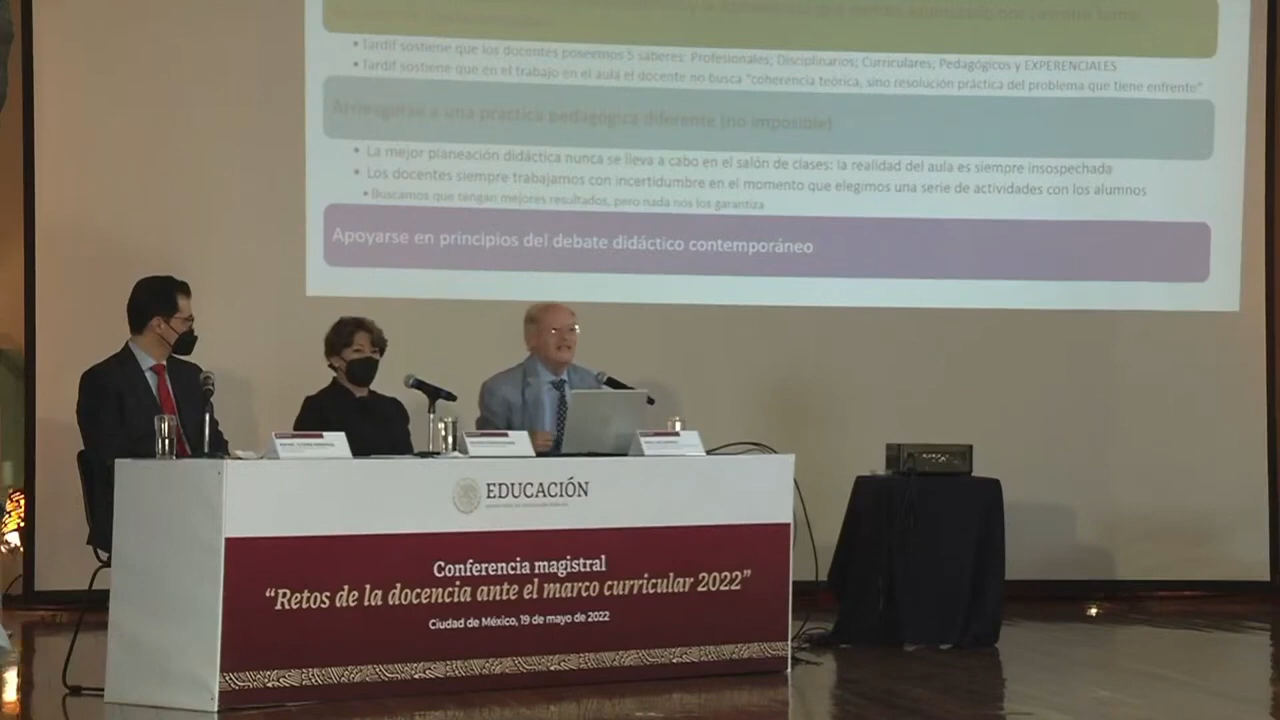 • Tardif sostiene que los docentes poseemos 5 saberes: Profesionales; Disciplinarios; Curriculares; Pedagógicos y EXPERENCIALES
• Tardif sostiene que en el trabajo en el aula el docente no busca "coherencia teórica, sino resolución práctica del problema que tiene enfrente"
Arriesgarse a una práctica pedagógica diferente (no imposible)
• La mejor planeación didáctica nunca se lleva a cabo en el salón de clases: la realidad del aula es siempre insospechada
• Los docentes siempre trabajamos con incertidumbre en el momento que elegimos una serie de actividades con los alumnos
• Buscamos que tengan mejores resultados, pero nada nos los garantiza
Apoyarse en principios del debate didáctico contemporáneo
EDUCACIÓN
Conferencia magistral
“Retos de la docencia ante el marco curricular 2022”
Ciudad de México, 19 de mayo de 2022